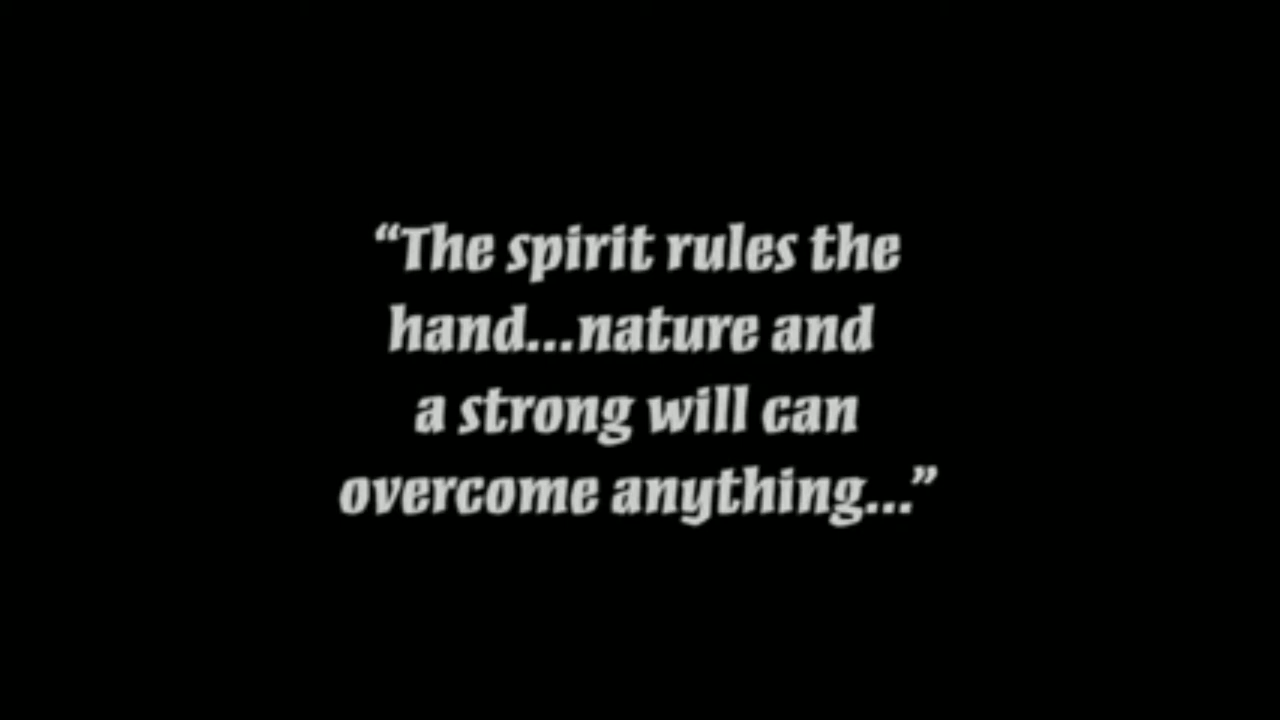 “The spirit rules the
hand...nature and
a strong will can
overcome anything...”